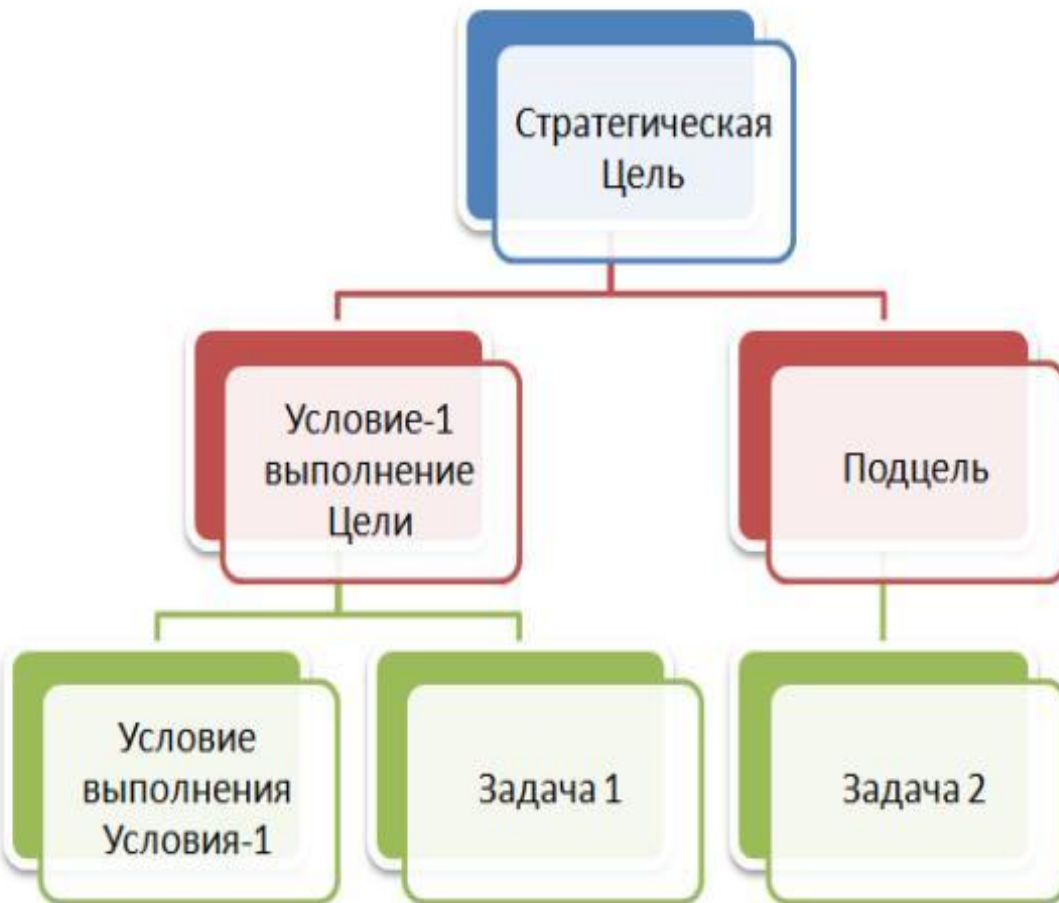 Стратегическая
Цель
Условие-1
выполнение
Цели
Подцель
Условие
выполнения
Условия-1
Задача 1
Задача 2